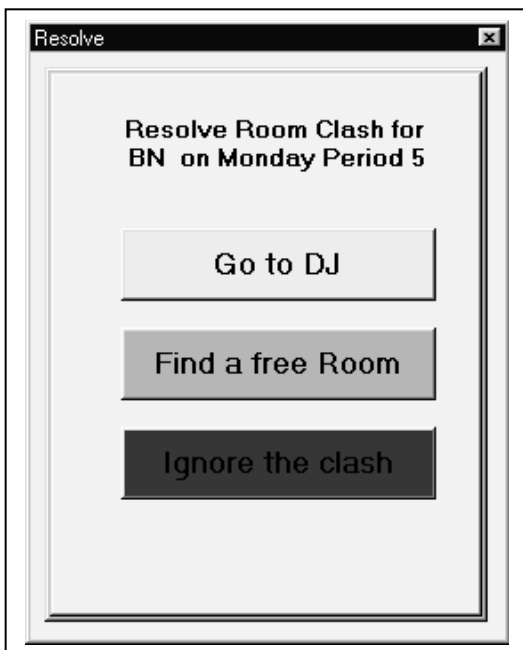 Resolve
Resolve Room Clash for
BN on Monday Period 5
Go to DJ
Find a free Room
Ignore the clash